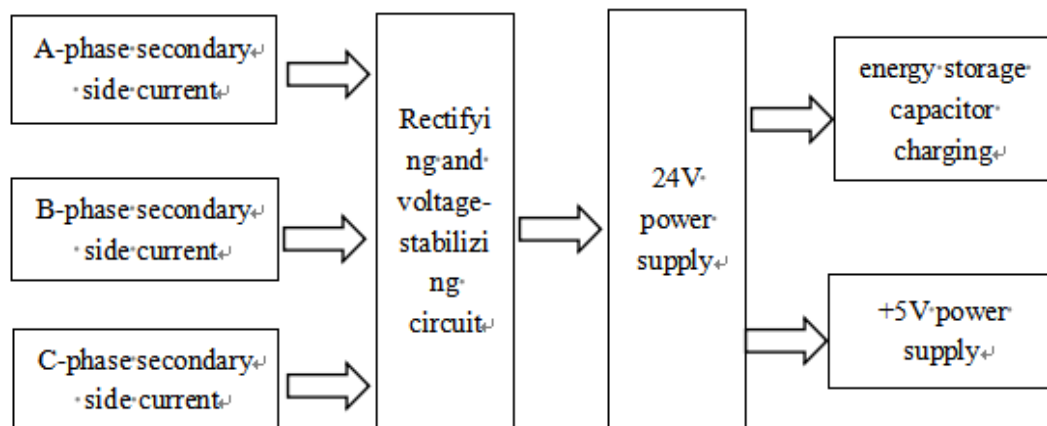 A-phase secondary
side current
B-phase secondary
side current
C-phase secondary
side current
Rectifyi
ng and
voltage-
stabilizi
ng
circuit
24V
power
supply
energy storage
capacitor
charging
+5V power
supply